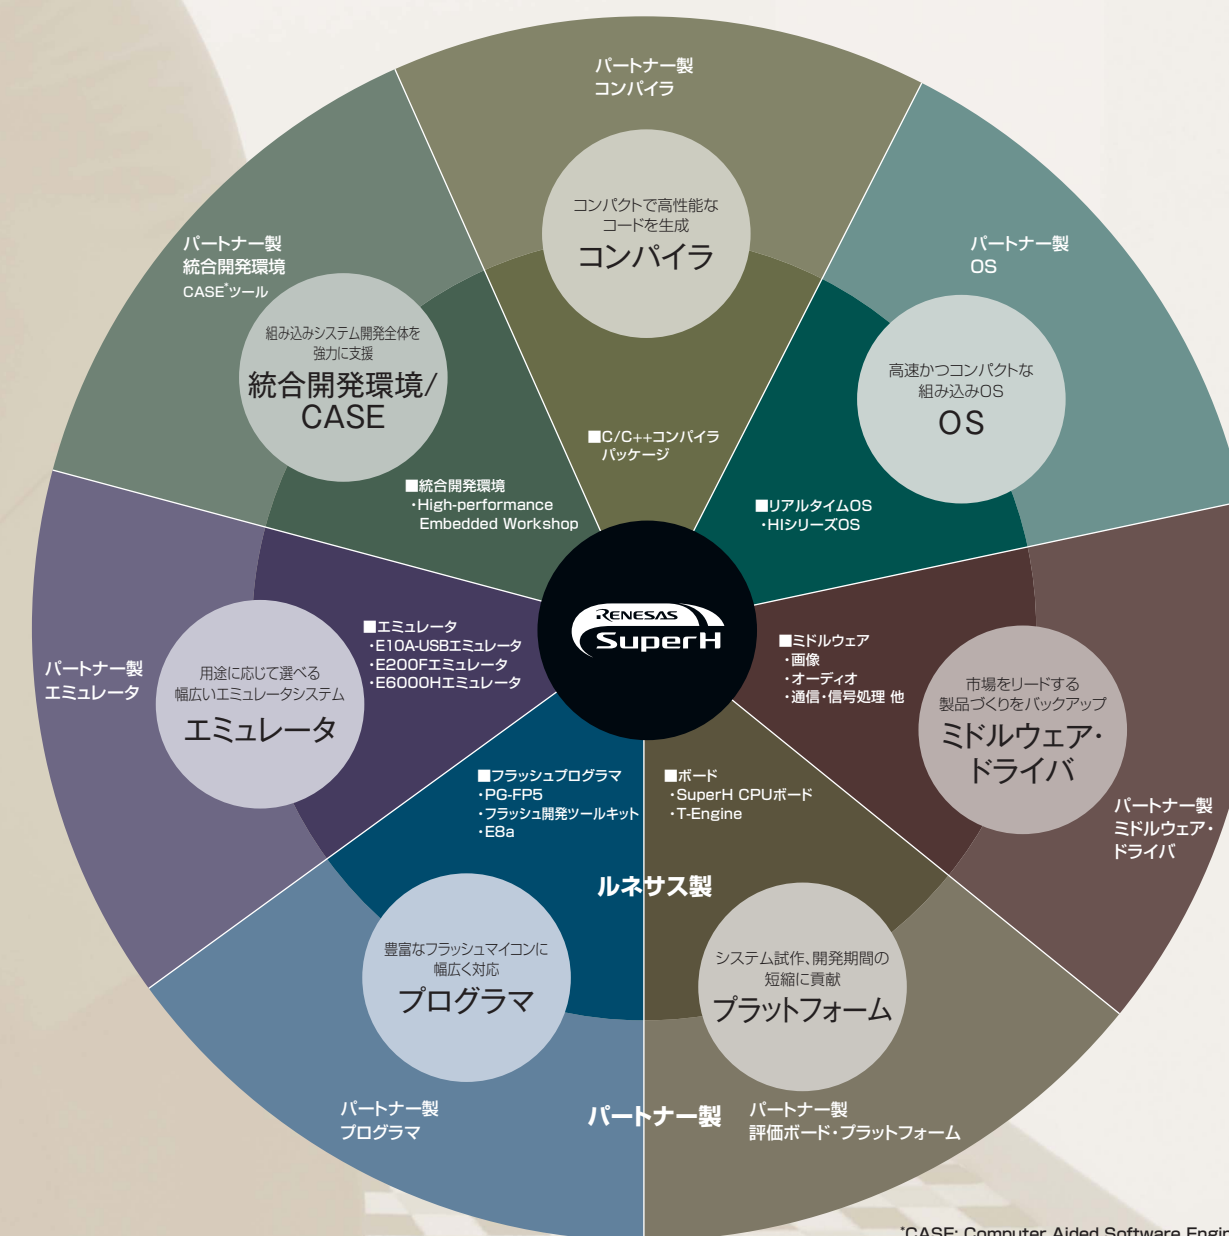 パートナー製
コンパイラ
コンパクトで高性能な
コードを生成
コンパイラ
■C/C++コンパイラ
パッケージ
パートナー製
OS
高速かつコンパクトな
組み込みOS
OS
■リアルタイムOS
・HIシリーズOS
パートナー製
統合開発環境
CASE*ツール
組み込みシステム開発全体を
強力に支援
統合開発環境/
CASE
■統合開発環境
・High-performance
Embedded Workshop
RENESAS
SuperH
パートナー製
エミュレータ
用途に応じて選べる
幅広いエミュレータシステム
エミュレータ
■エミュレータ
・E10A-USBエミュレータ
・E200Fエミュレータ
・E6000Hエミュレータ
■ミドルウェア
・画像
・オーディオ
・通信・信号処理 他
市場をリードする
製品づくりをバックアップ
ミドルウェア・
ドライバ
パートナー製
ミドルウェア・
ドライバ
■フラッシュプログラマ
・PG-FP5
・フラッシュ開発ツールキット
・E8a
■ボード
・SuperH CPUボード
・T-Engine
ルネサス製
豊富なフラッシュマイコンに
幅広く対応
プログラマ
システム試作、開発期間の
短縮に貢献
プラットフォーム
パートナー製
プログラマ
パートナー製
パートナー製
評価ボード・プラットフォーム
*CASE: Computer Aided Software